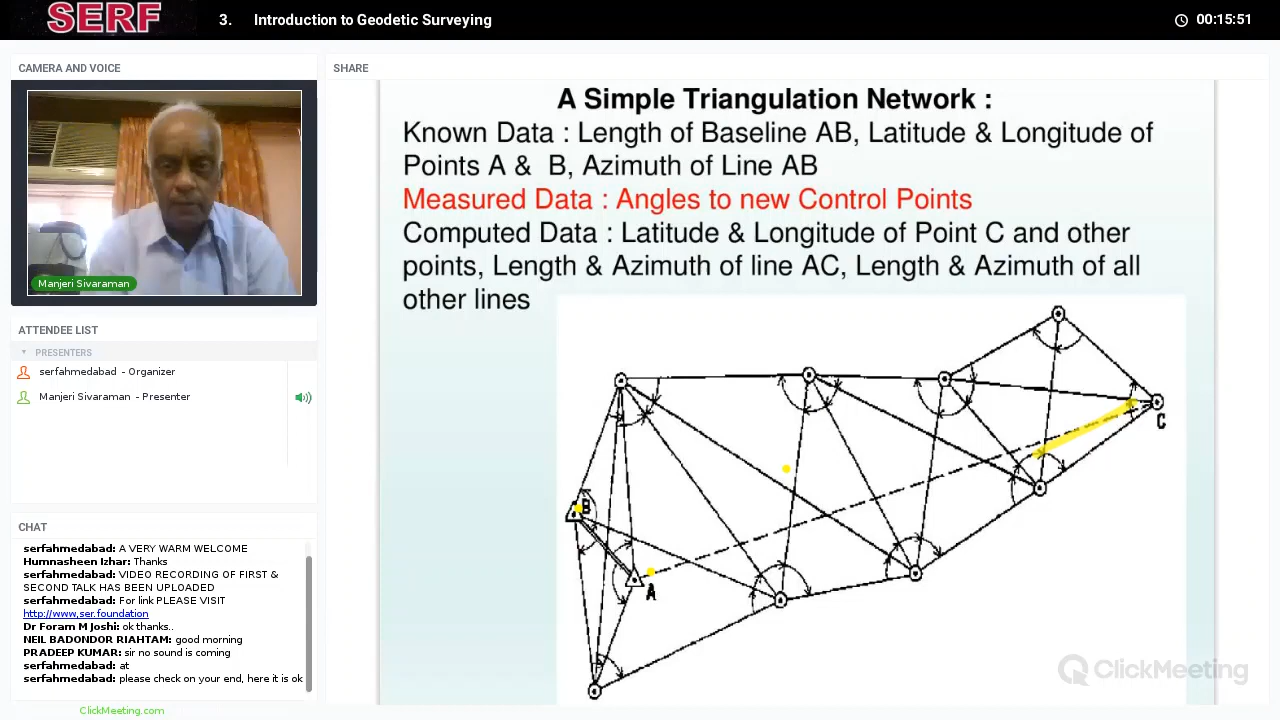 SERF
3. Introduction to Geodetic Surveying
00:15:51
CAMERA AND VOICE
Manjeri Sivaraman
ATTENDEE LIST
PRESENTERS
serfahmedabad - Organizer
Manjeri Sivaraman - Presenter
CHAT
serfahmedabad: A VERY WARM WELCOME
Humnasheen Izhar: Thanks
serfahmedabad: VIDEO RECORDING OF FIRST &
SECOND TALK HAS BEEN UPLOADED
serfahmedabad: For link PLEASE VISIT
http://www,ser.foundation
Dr Foram M Joshi: ok thanks..
NEIL BADONDOR RIAHTAM: good morning
PRADEEP KUMAR: sir no sound is coming
serfahmedabad: at
serfahmedabad: please check on your end, here it is ok
ClickMeeting.com
SHARE
A Simple Triangulation Network :
Known Data : Length of Baseline AB, Latitude & Longitude of
Points A & B, Azimuth of Line AB
Measured Data : Angles to new Control Points
Computed Data : Latitude & Longitude of Point C and other
points, Length & Azimuth of line AC, Length & Azimuth of all
other lines
C
B
A
ClickMeeting